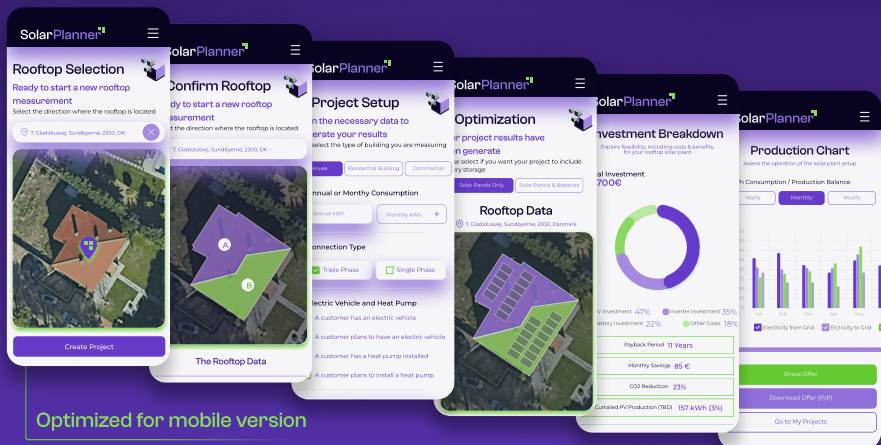 SolarPlanner
Rooftop Selection
Ready to start a new rooftop
measurement
Select the direction where the rooftop is located
7, Gladioluevej, Sundbyerne, 2300, DK
Create Project
SolarPlanner
Confirm Rooftop
dy to start a new rooftop
asurement
t the direction where the rooftop is located
7, Gladioluevej, Sundbyerne, 2300, DK
A
B
The Rooftop Data
SolarPlanner
Project Setup
n the necessary data to
erate your results
select the type of building you are measuring
House
Residential Building
Commercial
nnual or Monthy Consumption
Annual kWh
Monthly kWh +
onnection Type
Triple Phase
Single Phase
lectric Vehicle and Heat Pump
A customer has an electric vehicle
A customer plans to have an electric vehicle
A customer has a heat pump installed
A customer plans to install a heat pump
SolarPlanner
Optimization
r project results have
n generate
se select if you want your project to include
ry storage
Solar Panels Only
Solar Panels & Batteries
Rooftop Data
7, Gladioluevej, Sundbyerne, 2300, Danmark
SolarPlanner
nvestment Breakdown
Explore feasibility, including costs & benefits,
for your rooftop solar plant
al Investment
700€
V Investment 47%
Inverter Investment 35%
attery Investment 22%
Other Costs 18%
Payback Period 11 Years
Monthly Savings 85 €
CO2 Reduction 23%
Curtailed PV Production (TBD) 157 kWh (3%)
SolarPlanner
Production Chart
Assess the operation of the solar plant setup
h Consumption / Production Balance
Yearly
Monthly
Hourly
Jan
Feb
Mar
Apr
May
Electricity from Grid
Elctricity to Grid
Share Offer
Download Offer (Pdf)
Go to My Projects
Optimized for mobile version